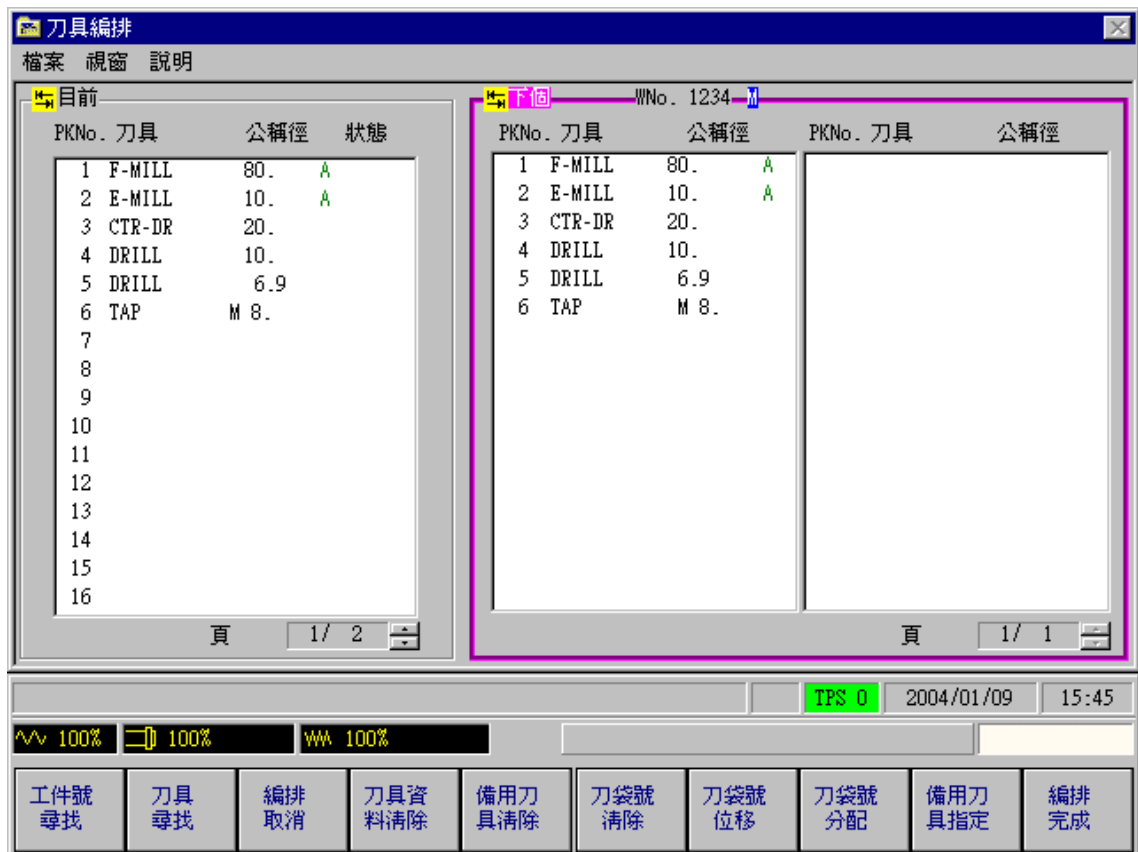 刀具編排
檔案 視窗 說明
目前
PKNo. 刀具 公稱徑 狀態
1 F-MILL 80. A
2 E-MILL 10. A
3 CTR-DR 20.
4 DRILL 10.
5 DRILL 6.9
6 TAP M 8.
7
8
9
10
11
12
13
14
15
16
頁 1/ 2
下個 WNo. 1234 M
PKNo. 刀具 公稱徑 PKNo. 刀具 公稱徑
1 F-MILL 80. A
2 E-MILL 10. A
3 CTR-DR 20.
4 DRILL 10.
5 DRILL 6.9
6 TAP M 8.
頁 1/ 1
TPS 0 2004/01/09 15:45
100% 100% 100%
工件號 尋找
刀具 尋找
編排 取消
刀具資 料清除
備用刀 具清除
刀袋號 清除
刀袋號 位移
刀袋號 分配
備用刀 具指定
編排 完成